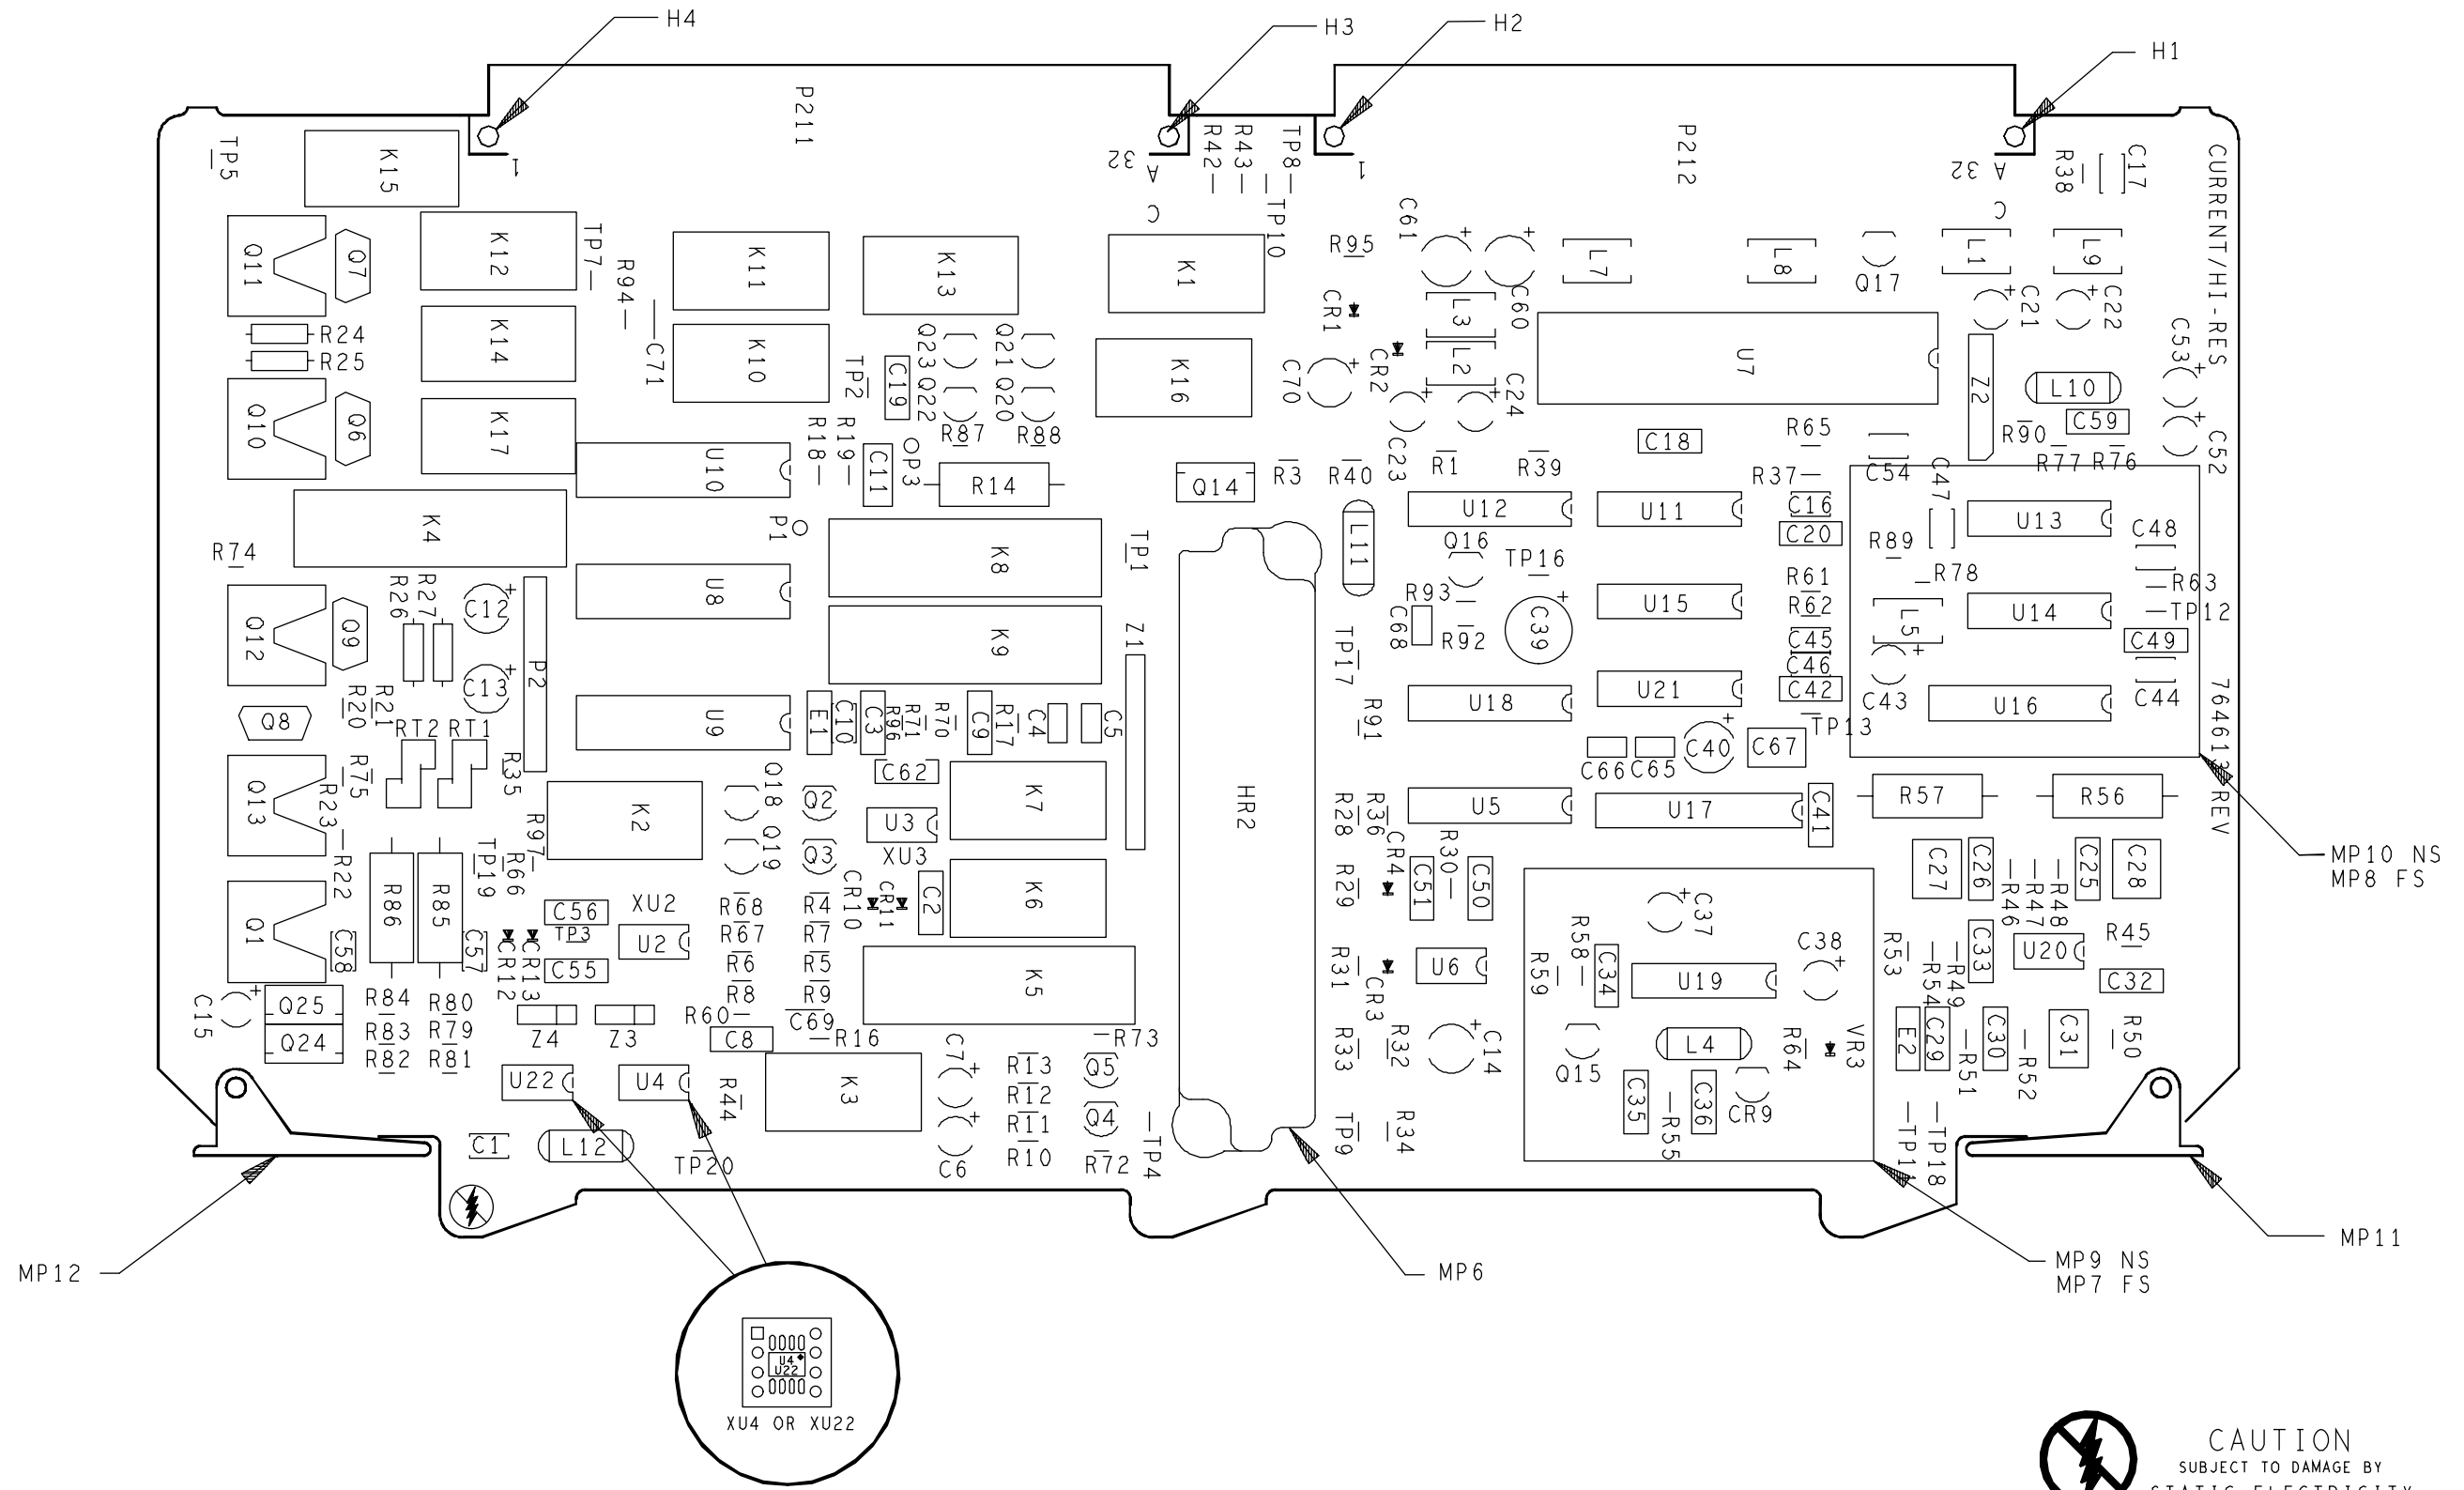 H4
H3
H2
H1
P211
P212
TP5
K15
1
32
A
C
R42
R43
TP8
TP10
1
32
A
C
R38
C17
CURRENT/HI-RES
Q11
Q7
K12
TP7
R94
C71
K11
K13
K1
R95
C61
C60
L7
L8
Q17
L1
L9
C21
C22
C53
R24
R25
K14
K10
TP2
C19
Q23
Q22
Q21
Q20
K16
CR1
C70
CR2
L3
L2
C24
C23
U7
Z2
L10
C59
C52
Q10
Q6
K17
U10
R18
R19
C11
P3
R87
R88
R14
Q14
R3
R40
R1
R39
C18
R65
R37
C54
R90
R77
R76
C47
K4
P1
K8
TP1
L11
U12
U11
C16
C20
U13
C48
R74
R26
R27
C12
U8
Q16
TP16
R89
R78
R63
TP12
R93
C68
R92
C39
U15
R61
R62
C45
C46
C42
L5
U14
C49
Q12
Q9
C13
P2
K9
Z1
TP17
C43
C44
R20
R21
Q8
RT2
RT1
R35
U9
E1
C10
C3
R96
R71
R70
C9
R17
C4
C5
R91
U18
U21
TP13
U16
764613 REV
C66
C65
C40
C67
Q13
R75
R23
R22
R97
K2
Q18
Q19
Q2
Q3
C62
U3
XU3
K7
HR2
R28
R36
CR4
R30
U5
U17
C41
R57
R56
MP10 NS
MP8 FS
Q1
C58
R86
R85
C57
TP19
R66
C56
TP3
C55
XU2
U2
CR12
CR13
R68
R67
R6
R8
R4
R7
R5
R9
CR10
CR11
C2
K6
K5
R29
C51
C50
C27
C26
R46
R47
R48
C25
C28
C37
C38
R58
R59
C34
U19
R53
R54
R49
C33
U20
R45
C32
R31
CR3
U6
C15
Q25
Q24
R84
R83
R82
R80
R79
R81
Z4
Z3
R60
C69
C8
R16
R73
R33
R32
C14
Q15
L4
R64
VR3
E2
C29
R51
C30
R52
C31
R50
U22
U4
R44
K3
C7
C6
R13
R12
R11
R10
Q5
Q4
R72
TP4
TP9
R34
C35
R55
C36
CR9
TP11
TP18
C1
L12
TP20
MP12
MP6
MP9 NS
MP7 FS
MP11
U4
U22
XU4 OR XU22
CAUTION
SUBJECT TO DAMAGE BY
STATIC ELECTRICITY